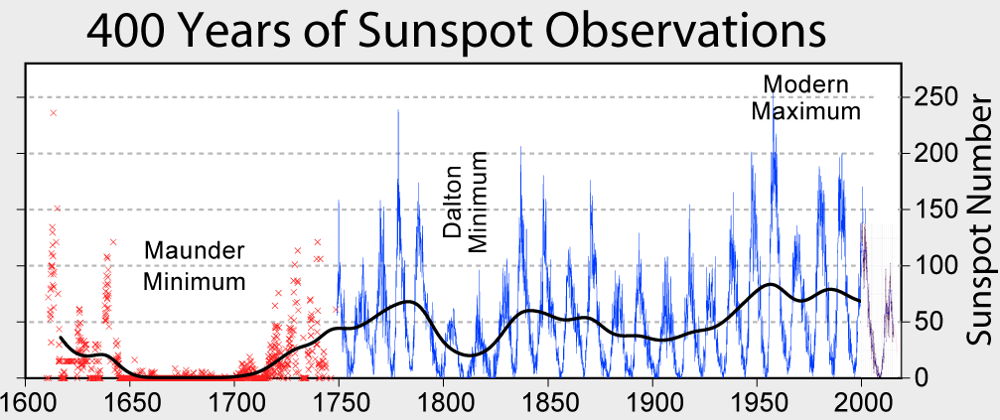 400 Years of Sunspot Observations
Modern
Maximum
Dalton
Minimum
Maunder
Minimum
250
200
150
100
50
0
Sunspot Number
1600 1650 1700 1750 1800 1850 1900 1950 2000